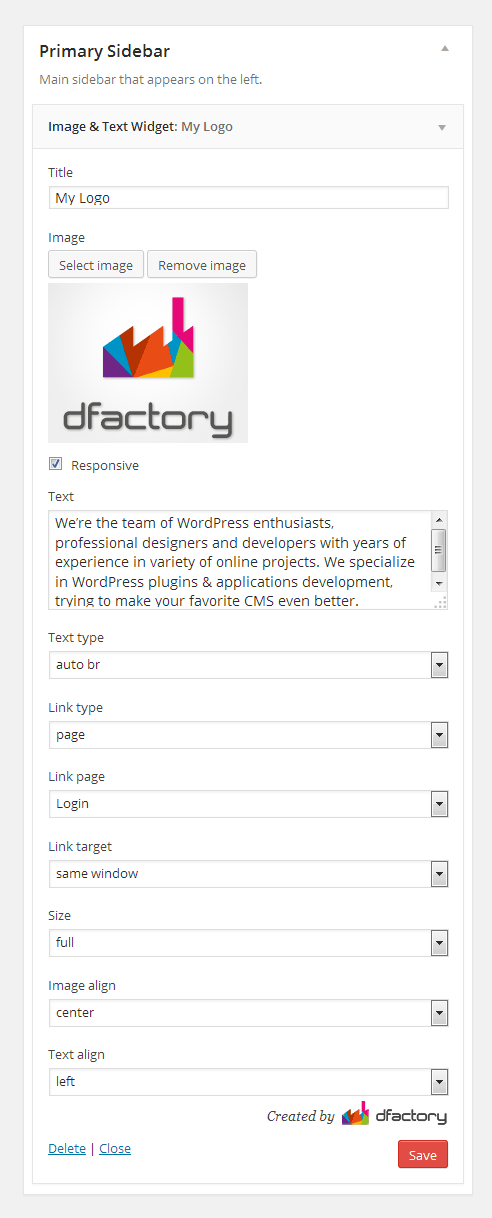 Primary Sidebar
Main sidebar that appears on the left.
Image & Text Widget: My Logo
Title
My Logo
Image
Select image Remove image
dfactory
Responsive
Text
We're the team of WordPress enthusiasts,
professional designers and developers with years of
experience in variety of online projects. We specialize
in WordPress plugins & applications development,
trying to make your favorite CMS even better.
Text type
auto br
Link type
page
Link page
Login
Link target
same window
Size
full
Image align
center
Text align
left
Created by dfactory
Delete | Close Save